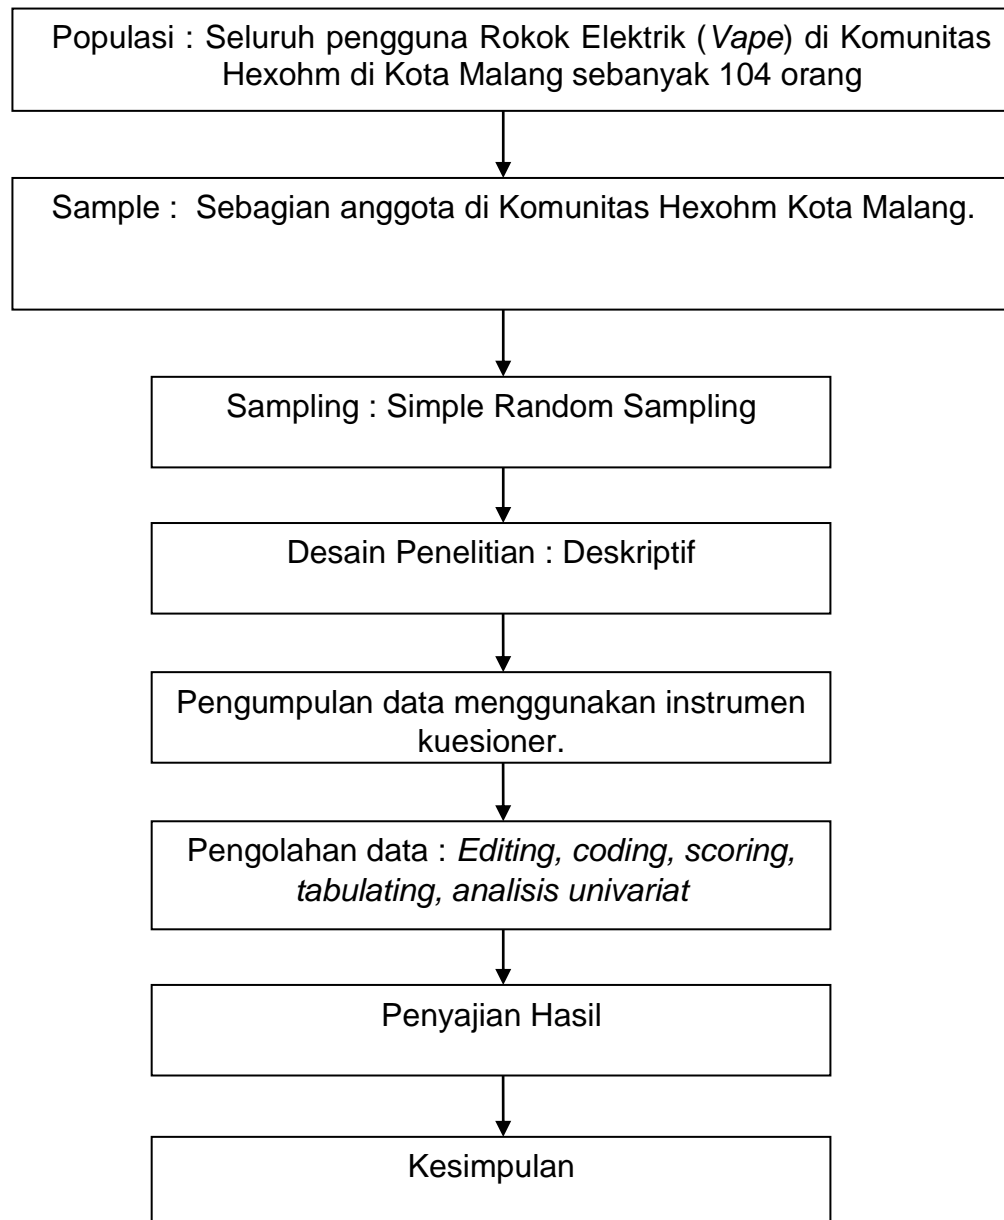 Populasi : Seluruh pengguna Rokok Elektrik (Vape) di Komunitas
Hexohm di Kota Malang sebanyak 104 orang
Sample : Sebagian anggota di Komunitas Hexohm Kota Malang.
Sampling : Simple Random Sampling
Desain Penelitian : Deskriptif
Pengumpulan data menggunakan instrumen
kuesioner.
Pengolahan data : Editing, coding, scoring,
tabulating, analisis univariat
Penyajian Hasil
Kesimpulan